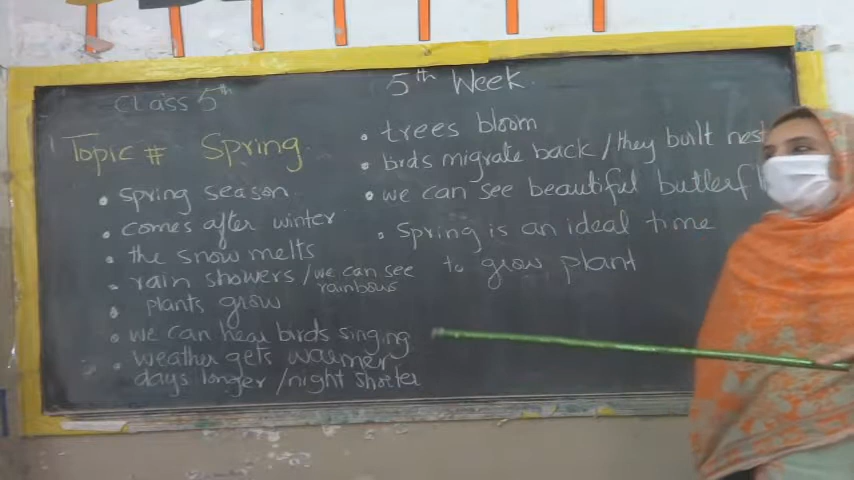 Class 5th
5th Week
Topic # Spring
• spring season
• comes after winter
• the snow melts
• rain showers / we can see rainbows
• plants grow
• we can hear birds singing
• weather gets warmer
days longer / night shorter
• trees bloom
• birds migrate back / they built nest
• we can see beautiful butterf
• Spring is an ideal time
to grow plant